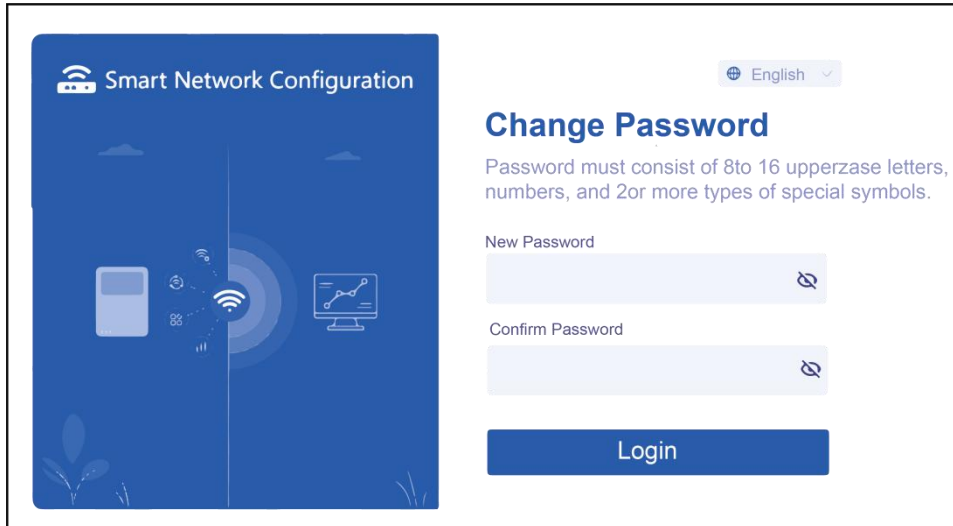 Smart Network Configuration
English
Change Password
Password must consist of 8to 16 upperzase letters,
numbers, and 2or more types of special symbols.
New Password
Confirm Password
Login